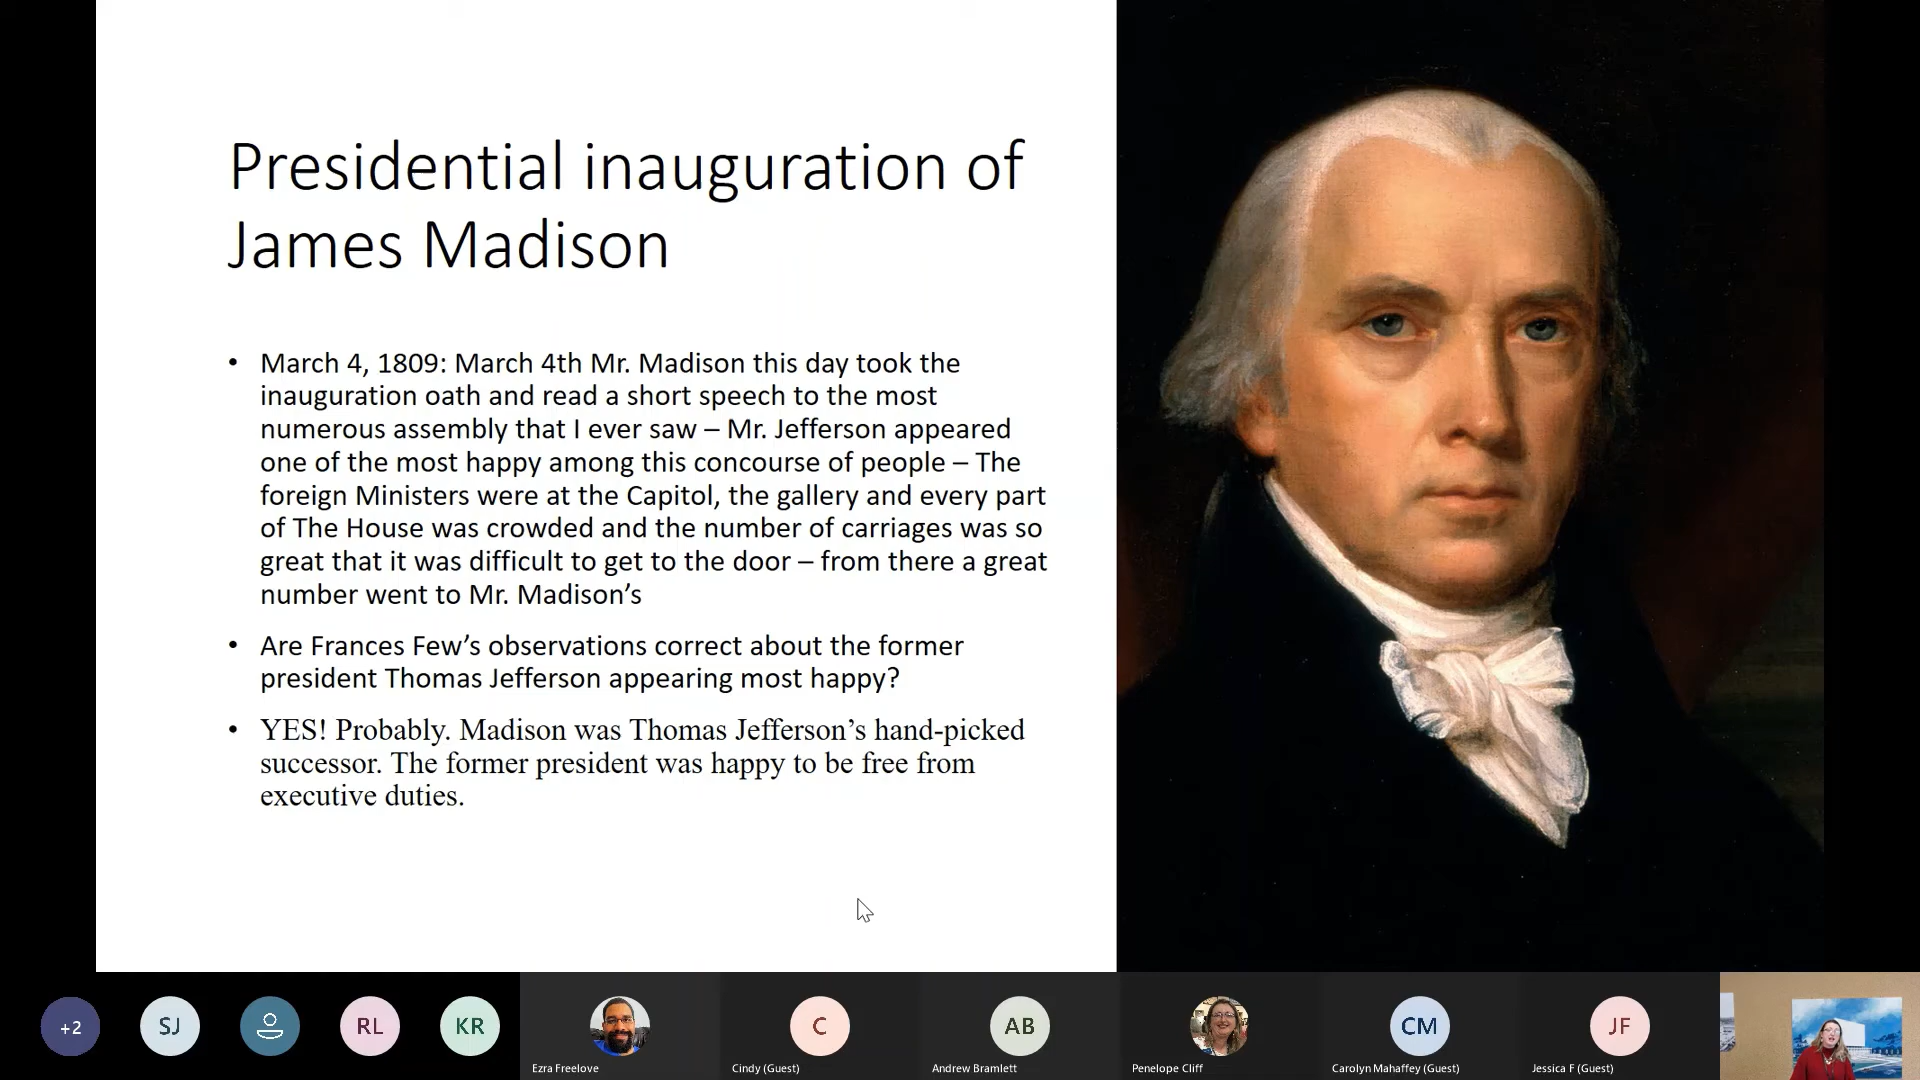 Presidential inauguration of
James Madison
• March 4, 1809: March 4th Mr. Madison this day took the
inauguration oath and read a short speech to the most
numerous assembly that I ever saw – Mr. Jefferson appeared
one of the most happy among this concourse of people – The
foreign Ministers were at the Capitol, the gallery and every part
of The House was crowded and the number of carriages was so
great that it was difficult to get to the door – from there a great
number went to Mr. Madison’s
• Are Frances Few’s observations correct about the former
president Thomas Jefferson appearing most happy?
• YES! Probably. Madison was Thomas Jefferson’s hand-picked
successor. The former president was happy to be free from
executive duties.
+2
SJ
RL
KR
Ezra Freelove
C
Cindy (Guest)
AB
Andrew Bramlett
Penelope Cliff
CM
Carolyn Mahaffey (Guest)
JF
Jessica F (Guest)